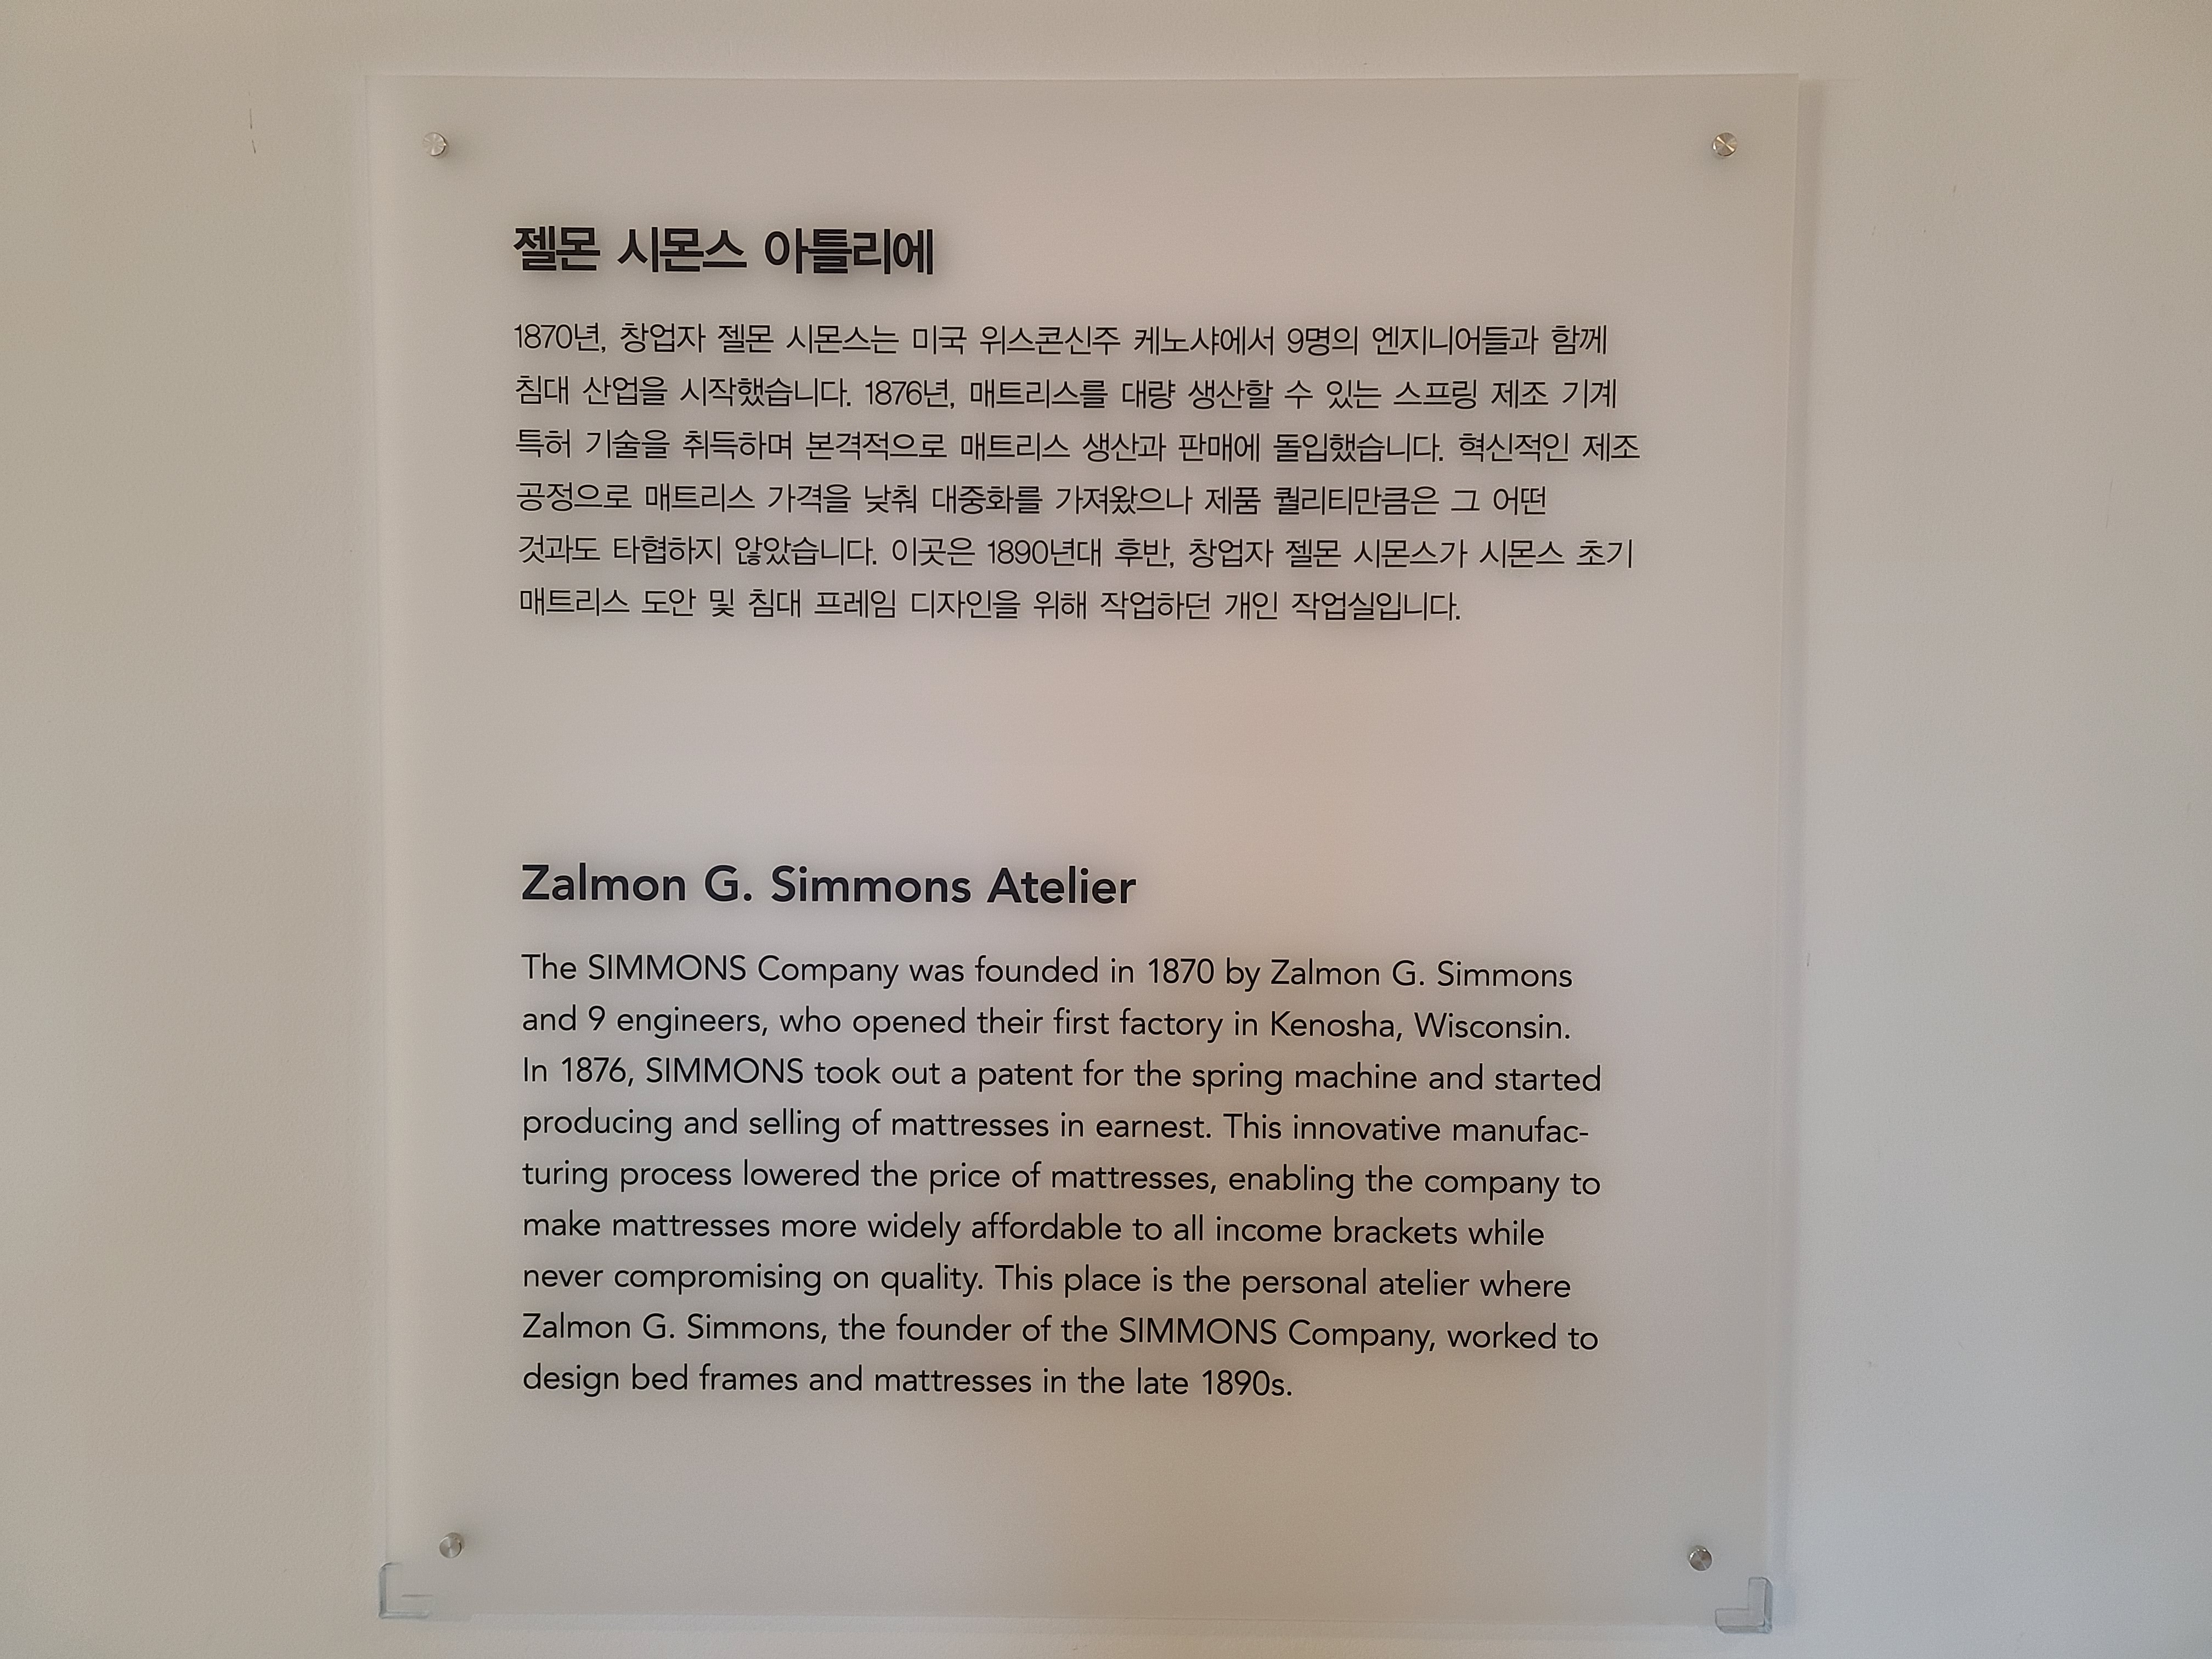 젤몬 시몬스 아틀리에
1870년, 창업자 젤몬 시몬스는 미국 위스콘신주 케노샤에서 9명의 엔지니어들과 함께
침대 산업을 시작했습니다. 1876년, 매트리스를 대량 생산할 수 있는 스프링 제조 기계
특허 기술을 취득하며 본격적으로 매트리스 생산과 판매에 돌입했습니다. 혁신적인 제조
공정으로 매트리스 가격을 낮춰 대중화를 가져왔으나 제품 퀄리티만큼은 그 어떤
것과도 타협하지 않았습니다. 이곳은 1890년대 후반, 창업자 젤몬 시몬스가 시몬스 초기
매트리스 도안 및 침대 프레임 디자인을 위해 작업하던 개인 작업실입니다.
Zalmon G. Simmons Atelier
The SIMMONS Company was founded in 1870 by Zalmon G. Simmons
and 9 engineers, who opened their first factory in Kenosha, Wisconsin.
In 1876, SIMMONS took out a patent for the spring machine and started
producing and selling of mattresses in earnest. This innovative manufac-
turing process lowered the price of mattresses, enabling the company to
make mattresses more widely affordable to all income brackets while
never compromising on quality. This place is the personal atelier where
Zalmon G. Simmons, the founder of the SIMMONS Company, worked to
design bed frames and mattresses in the late 1890s.